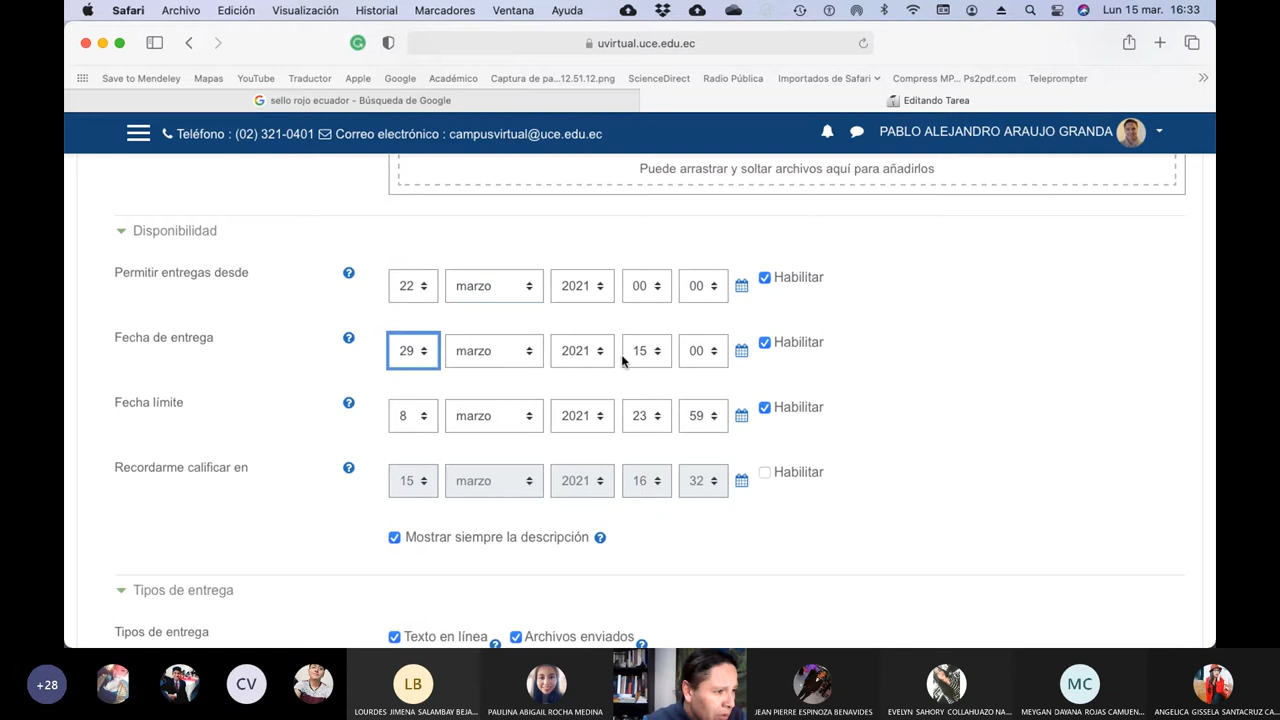 Safari Archivo Edición Visualización Historial Marcadores Ventana Ayuda Lun 15 mar. 16:33
uvirtual.uce.edu.ec
Save to Mendeley Mapas YouTube Traductor Apple Google Académico Captura de pa...12.51.12.png ScienceDirect Radio Pública Importados de Safari Compress MP... Ps2pdf.com Teleprompter
sello rojo ecuador - Búsqueda de Google Editando Tarea
Teléfono : (02) 321-0401 Correo electrónico : campusvirtual@uce.edu.ec PABLO ALEJANDRO ARAUJO GRANDA
Puede arrastrar y soltar archivos aquí para añadirlos
Disponibilidad
Permitir entregas desde ? 22 marzo 2021 00 00 Habilitar
Fecha de entrega ? 29 marzo 2021 15 00 Habilitar
Fecha límite ? 8 marzo 2021 23 59 Habilitar
Recordarme calificar en ? 15 marzo 2021 16 32 Habilitar
Mostrar siempre la descripción ?
Tipos de entrega
Tipos de entrega Texto en línea ? Archivos enviados ?
+28 CV LB MC
LOURDES JIMENA SALAMBAY BEJA... PAULINA ABIGAIL ROCHA MEDINA JEAN PIERRE ESPINOZA BENAVIDES EVELYN SAHORY COLLAHUAZO NA... MEYGAN DAYANA ROJAS CAMUEN... ANGELICA GISSELA SANTACRUZ CA...